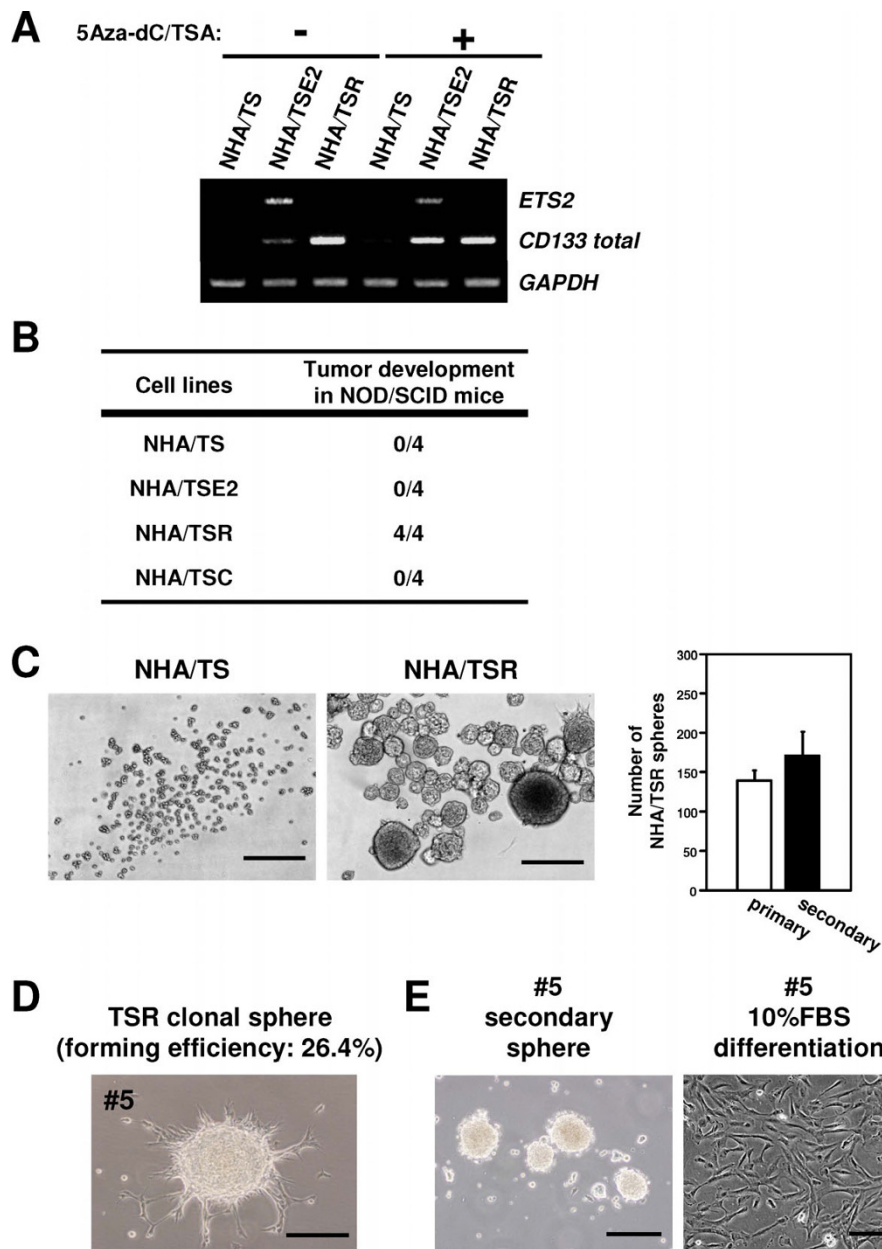 A
5Aza-dC/TSA: - +
NHA/TS NHA/TSE2 NHA/TSR NHA/TS NHA/TSE2 NHA/TSR
ETS2
CD133 total
GAPDH
B
Cell lines Tumor development
in NOD/SCID mice
NHA/TS 0/4
NHA/TSE2 0/4
NHA/TSR 4/4
NHA/TSC 0/4
C
NHA/TS NHA/TSR
Number of
NHA/TSR spheres
300
250
200
150
100
50
0
primary secondary
D
TSR clonal sphere
(forming efficiency: 26.4%)
#5
E
#5
secondary
sphere
#5
10%FBS
differentiation